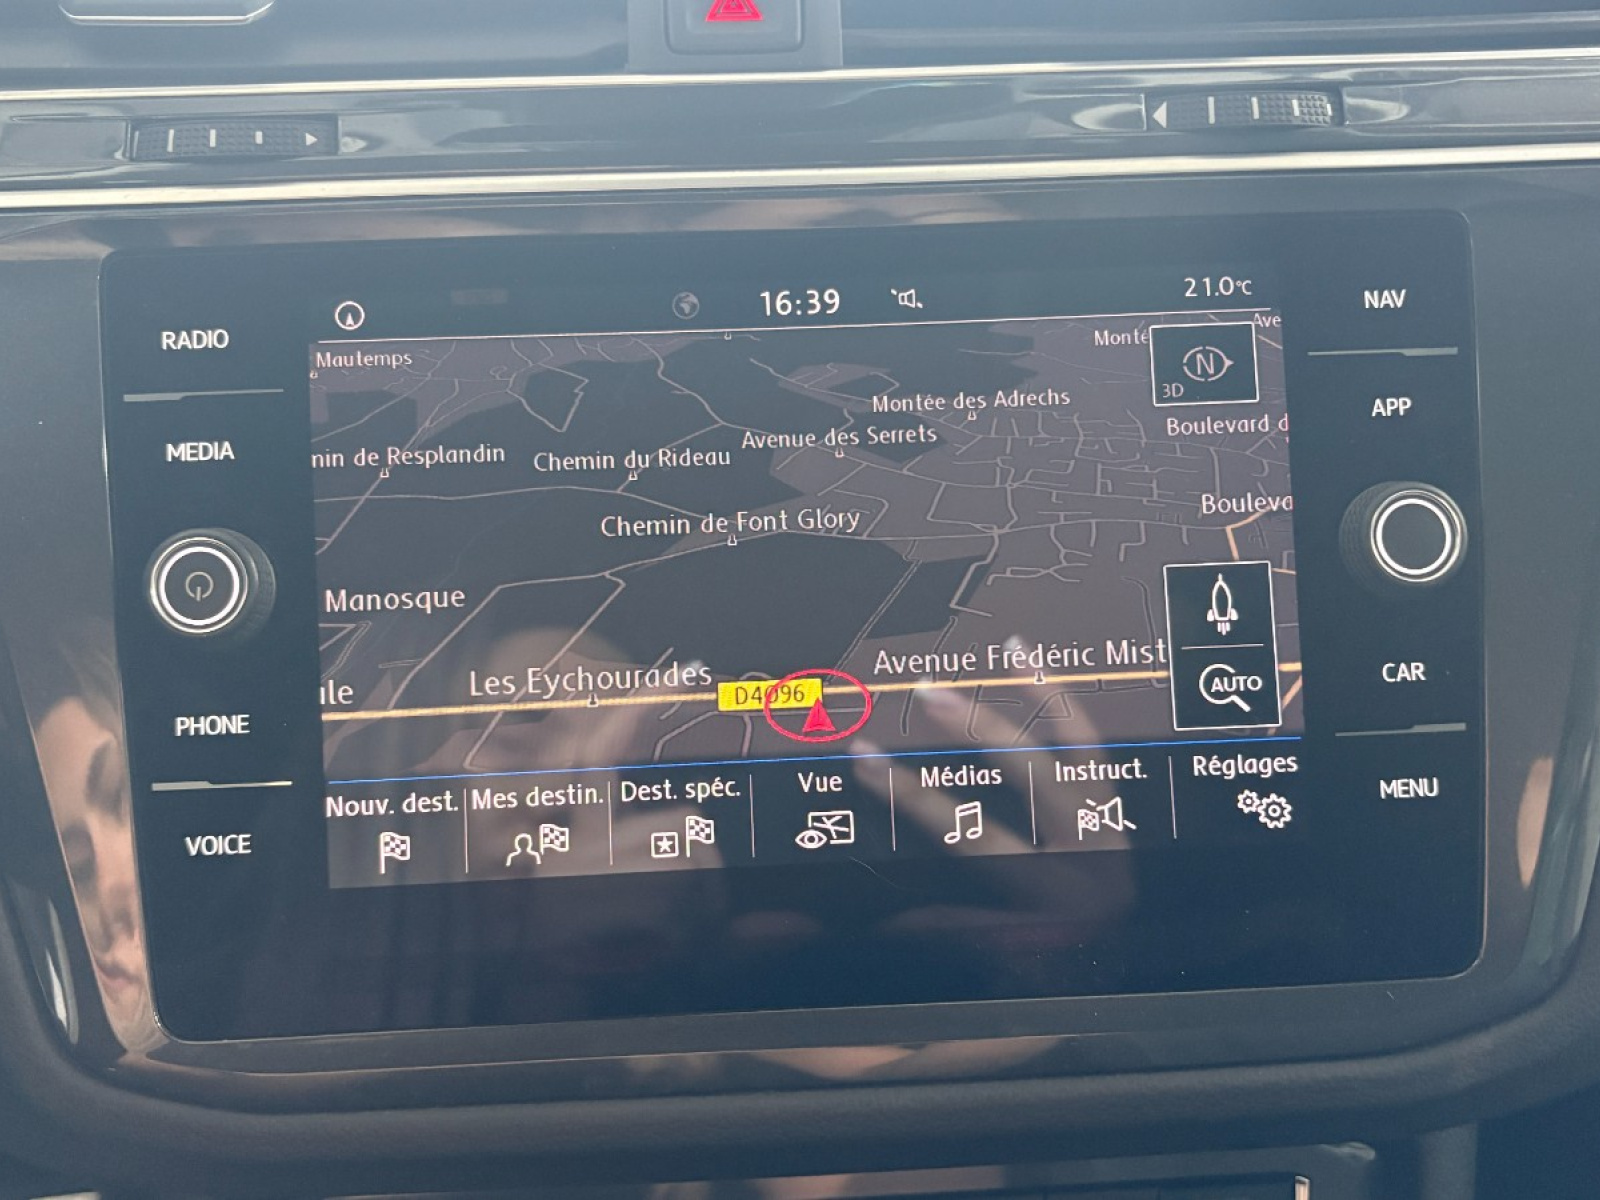 16:39
21.0°C
RADIO
MEDIA
PHONE
VOICE
NAV
APP
CAR
MENU
Mautemps
Monté
Ave
N
3D
Montée des Adrechs
Boulevard d
Avenue des Serrets
nin de Resplandin
Chemin du Rideau
Chemin de Font Glory
Bouleva
Manosque
Avenue Frédéric Mist
Les Eychourades
ile
D4096
AUTO
Nouv. dest.
Mes destin.
Dest. spéc.
Vue
Médias
Instruct.
Réglages